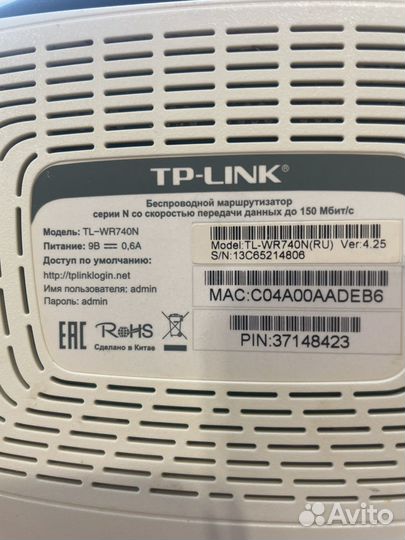 TP-LINK®
Беспроводной маршрутизатор
серии N со скоростью передачи данных до 150 Мбит/с
Модель: TL-WR740N
Питание: 9В 0,6А
Доступ по умолчанию:
http://tplinklogin.net
Имя пользователя: admin
Пароль: admin
Model:TL-WR740N(RU) Ver:4.25
S/N:13C65214806
MAC:C04A00AADEB6
PIN:37148423
EAC RoHS
Сделано в Китае
Avito